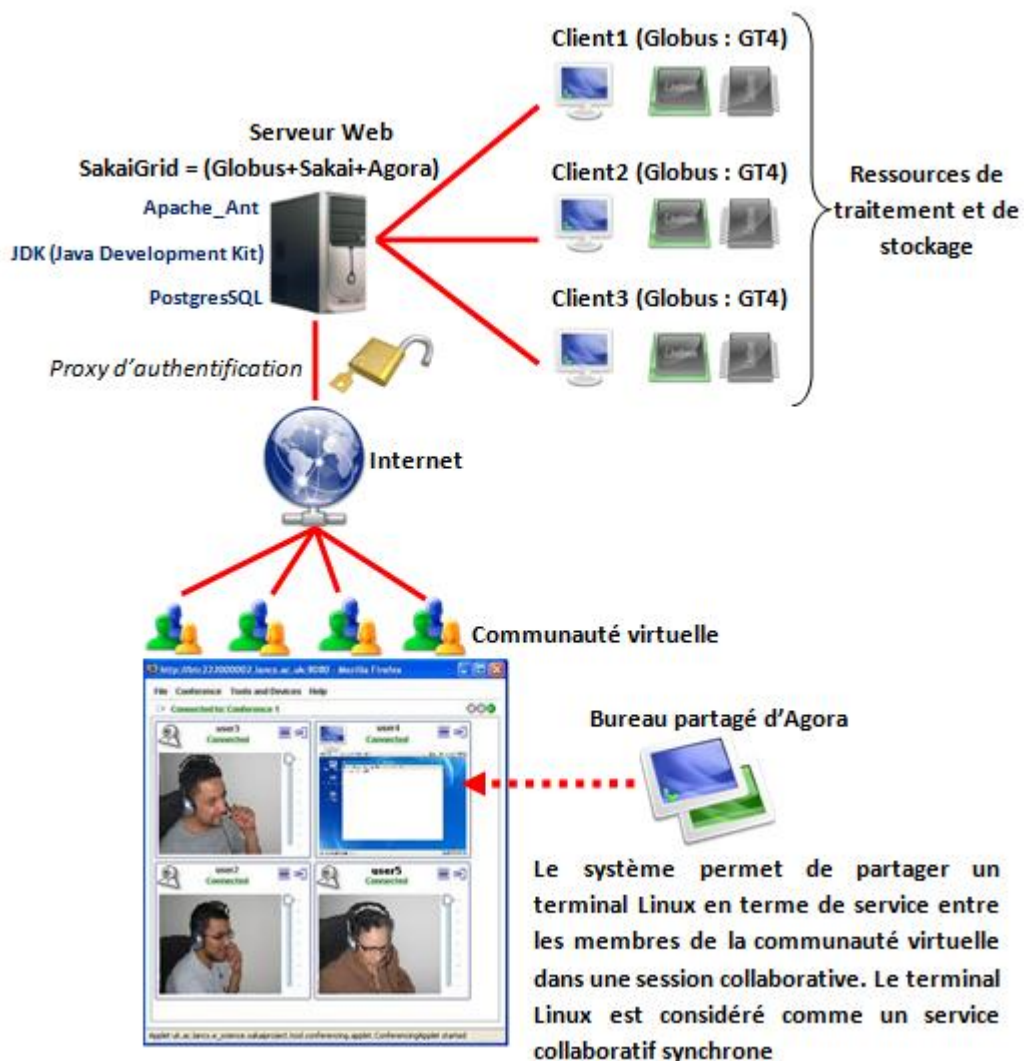 Client1 (Globus : GT4)
Serveur Web
SakaiGrid = (Globus+Sakai+Agora)
Apache_Ant
JDK (Java Development Kit)
PostgresSQL
Client2 (Globus : GT4)
Client3 (Globus : GT4)
Ressources de
traitement et de
stockage
Proxy d'authentification
Internet
Communauté virtuelle
File Conference Tools and Devices Help
Connected to: Conference 1
user3
Connected
user4
Connected
user2
Connected
user5
Connected
Bureau partagé d'Agora
Le système permet de partager un
terminal Linux en terme de service entre
les membres de la communauté virtuelle
dans une session collaborative. Le terminal
Linux est considéré comme un service
collaboratif synchrone